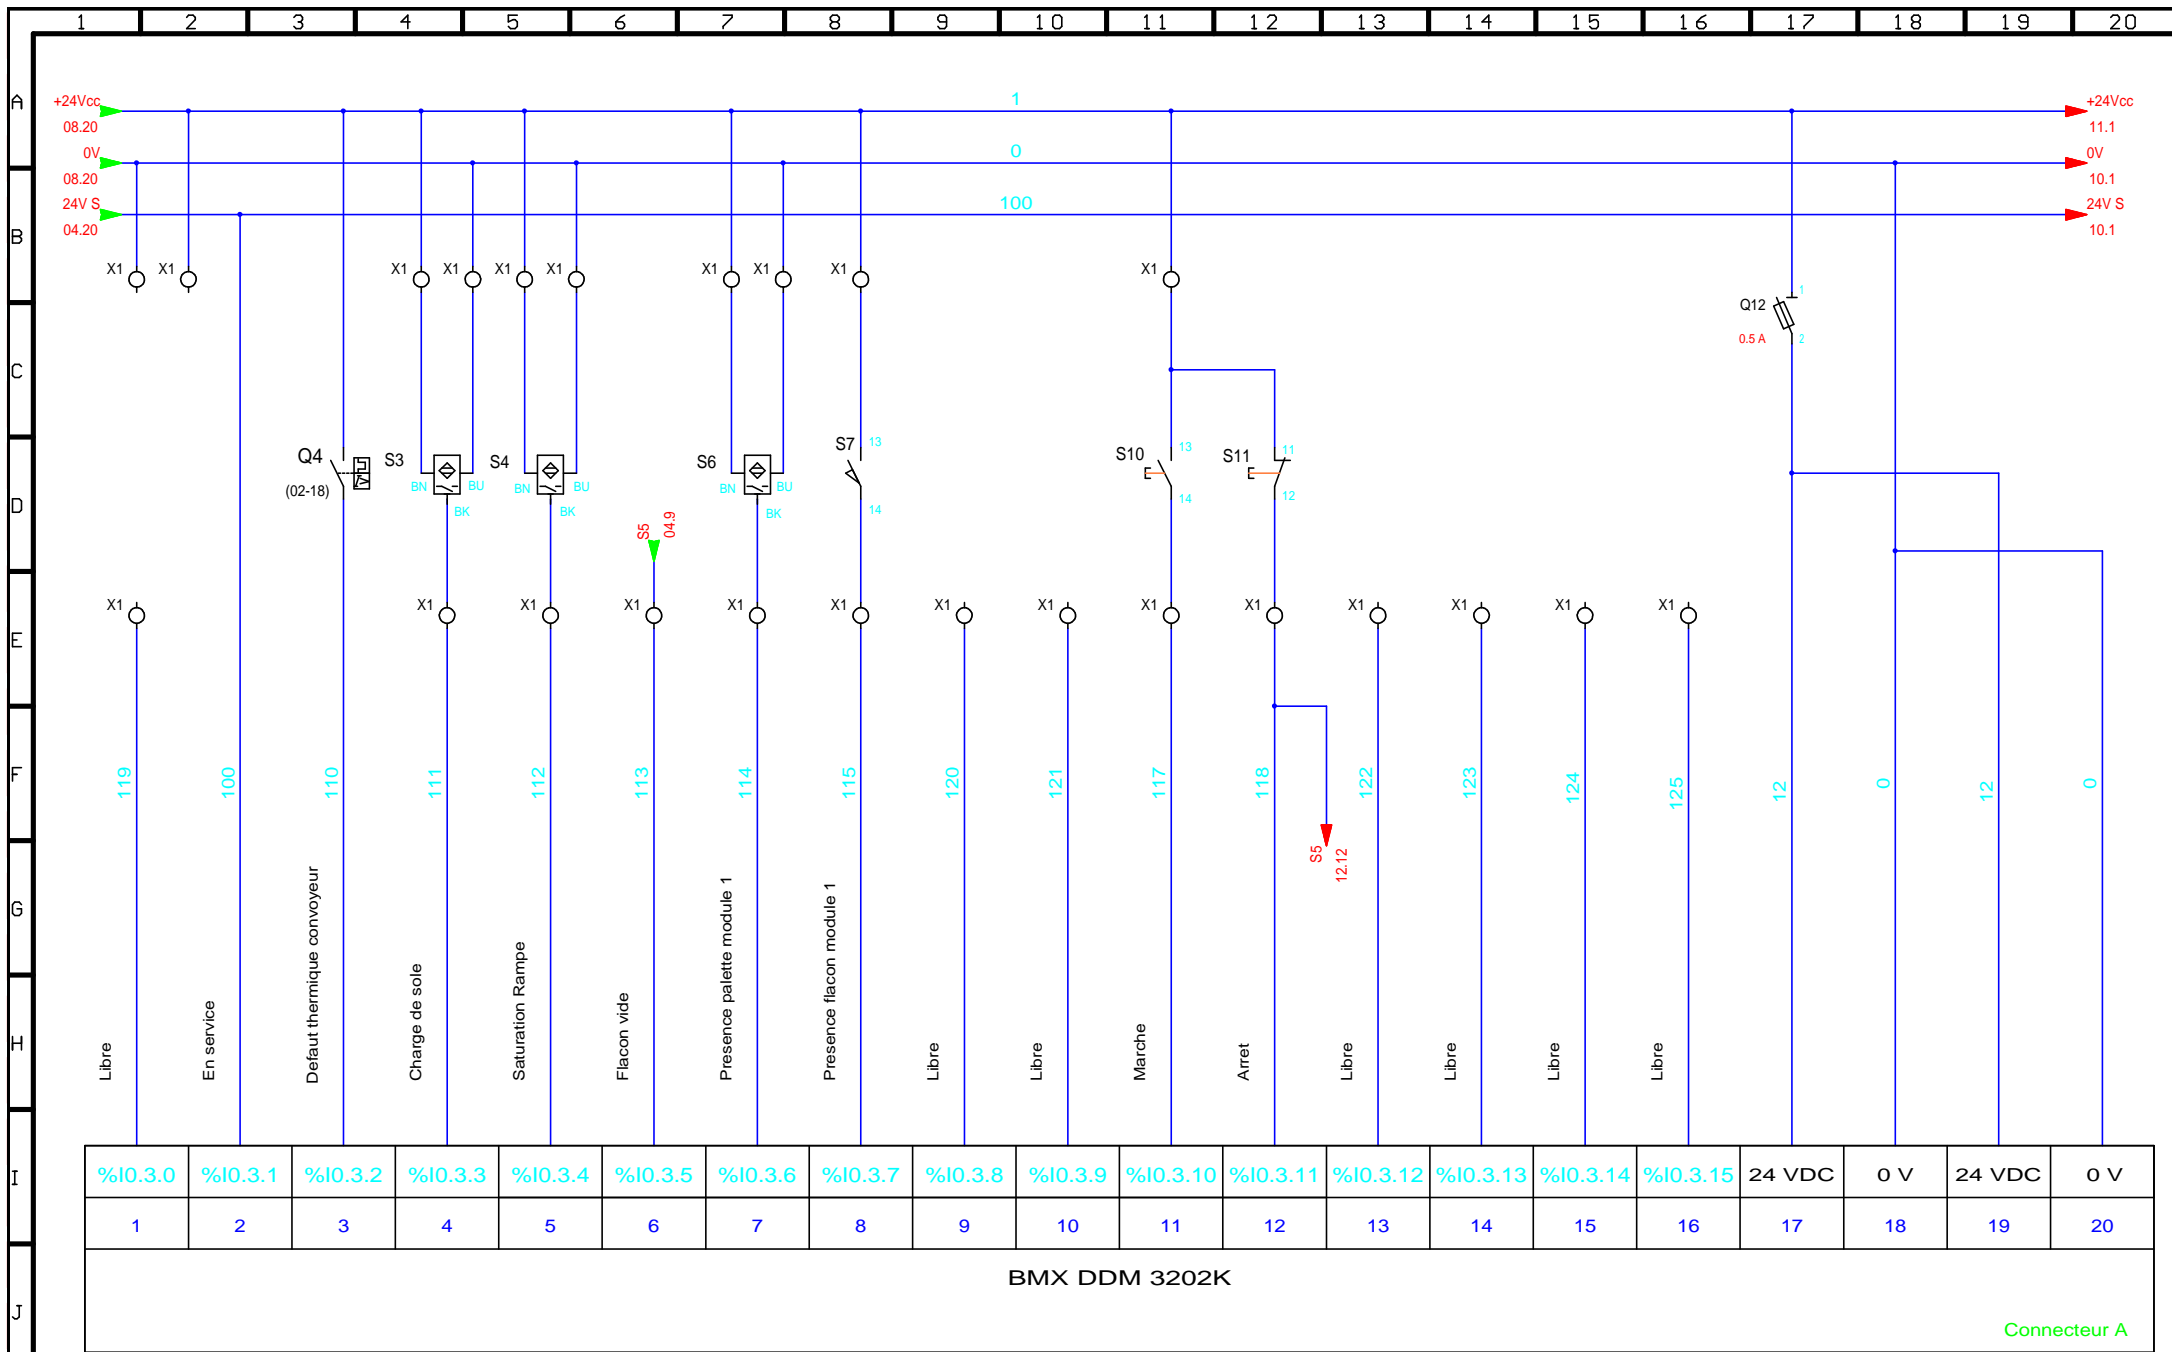 1 2 3 4 5 6 7 8 9 10 11 12 13 14 15 16 17 18 19 20
A
+24Vcc 1 +24Vcc
08.20 11.1
0V 0 0V
08.20 10.1
24V S 100 24V S
04.20 10.1
B
X1 X1 X1 X1 X1 X1 X1 X1 X1 X1
1
Q12
0.5 A 2
C
Q4 S3 S4 S6 S7 13 S10 13 S11 11
(02-18) BN BU BN BU BN BU 14 12
BK BK BK 14
D
S5
04.9
X1 X1 X1 X1 X1 X1 X1 X1 X1 X1 X1 X1 X1 X1
E
F
119 100 110 111 112 113 114 115 120 121 117 118 122 123 124 125 12 0 12 0
S5
12.12
G
H
Libre
En service
Defaut thermique convoyeur
Charge de sole
Saturation Rampe
Flacon vide
Presence palette module 1
Presence flacon module 1
Libre
Libre
Marche
Arret
Libre
Libre
Libre
Libre
I
%I0.3.0 %I0.3.1 %I0.3.2 %I0.3.3 %I0.3.4 %I0.3.5 %I0.3.6 %I0.3.7 %I0.3.8 %I0.3.9 %I0.3.10 %I0.3.11 %I0.3.12 %I0.3.13 %I0.3.14 %I0.3.15 24 VDC 0 V 24 VDC 0 V
1 2 3 4 5 6 7 8 9 10 11 12 13 14 15 16 17 18 19 20
BMX DDM 3202K
J
Connecteur A